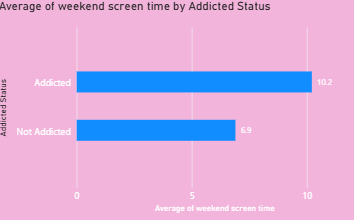 Average of weekend screen time by Addicted Status
Addicted Status
Addicted
10.2
Not Addicted
6.9
0
5
10
Average of weekend screen time